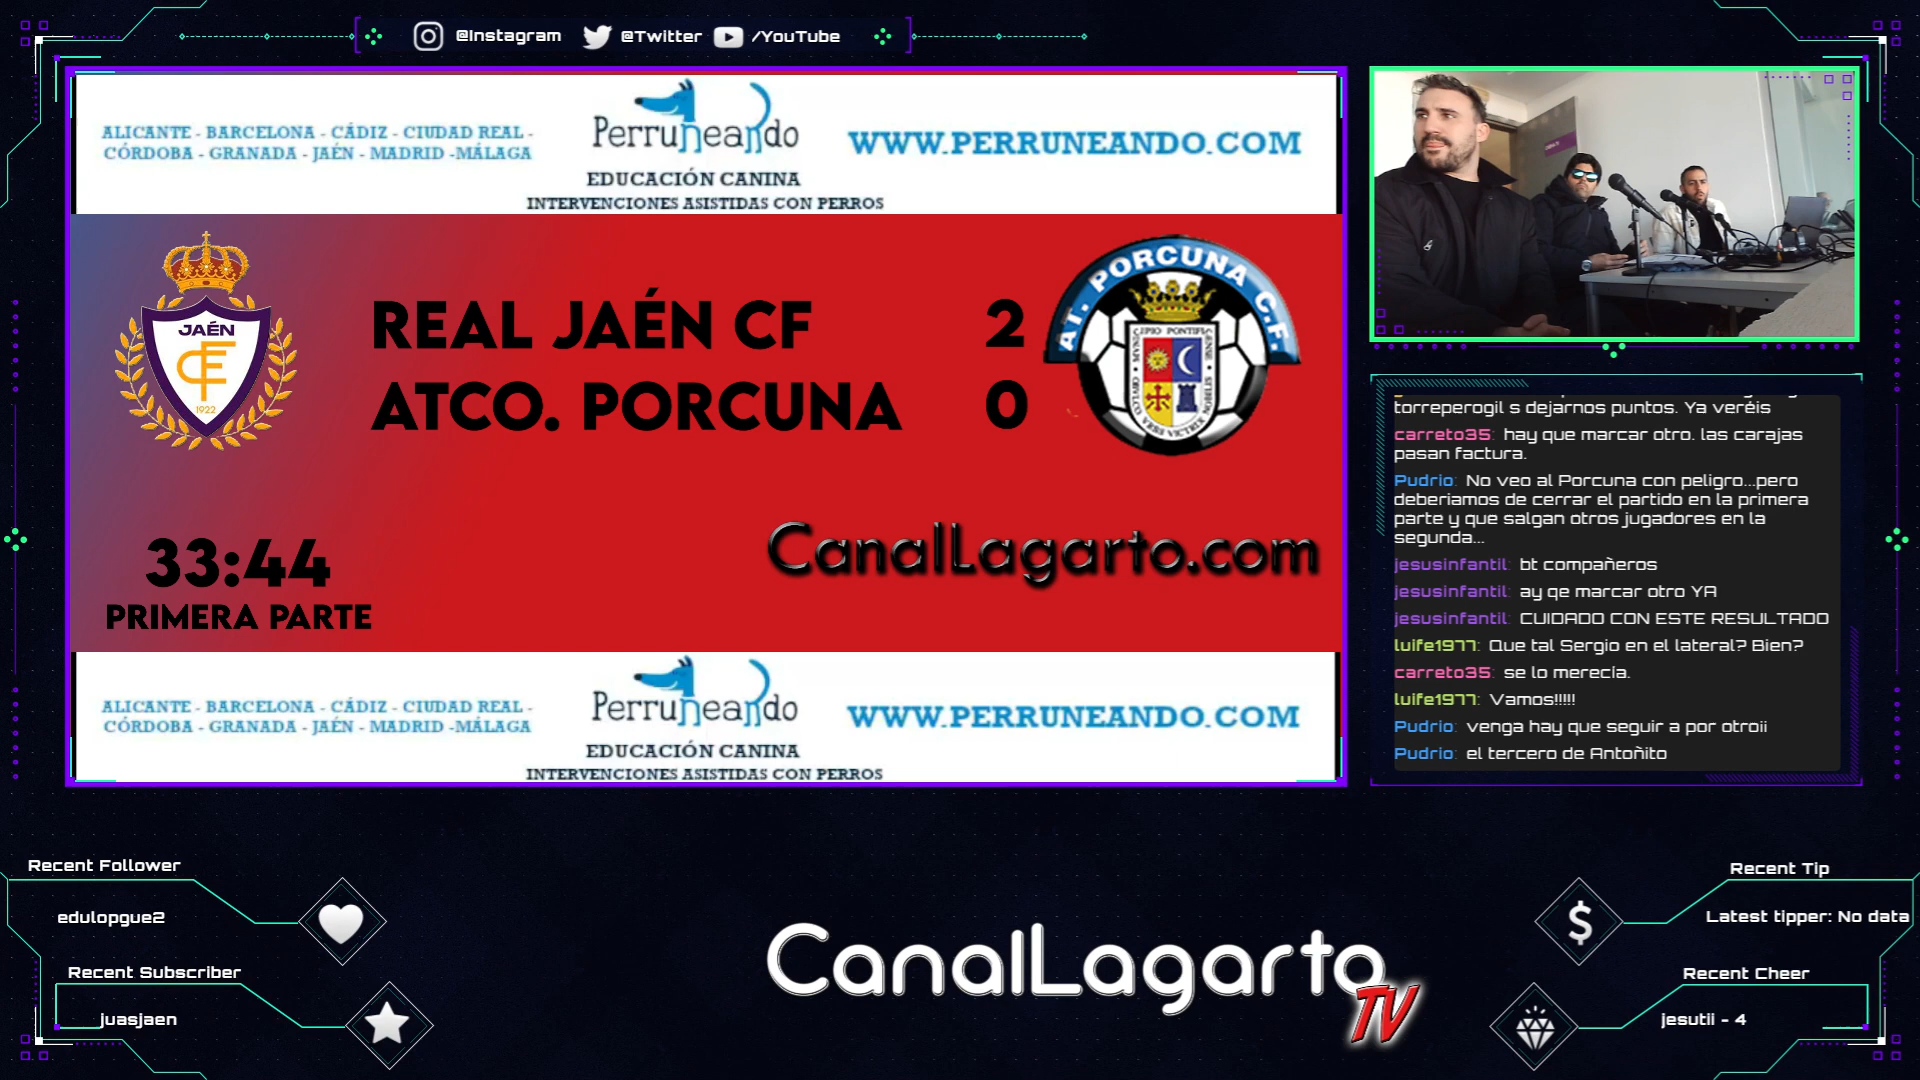 @Instagram @Twitter /YouTube
ALICANTE - BARCELONA - CÁDIZ - CIUDAD REAL -
CÓRDOBA - GRANADA - JAÉN - MADRID -MÁLAGA
Perruneando
EDUCACIÓN CANINA
INTERVENCIONES ASISTIDAS CON PERROS
WWW.PERRUNEANDO.COM
JAÉN
CF
1922
REAL JAÉN CF 2
ATCO. PORCUNA 0
AT. PORCUNA C.F.
33:44
PRIMERA PARTE
CanalLagarto.com
ALICANTE - BARCELONA - CÁDIZ - CIUDAD REAL -
CÓRDOBA - GRANADA - JAÉN - MADRID -MÁLAGA
Perruneando
EDUCACIÓN CANINA
INTERVENCIONES ASISTIDAS CON PERROS
WWW.PERRUNEANDO.COM
torreperogil s dejarnos puntos. Ya veréis
carreto35: hay que marcar otro. las carajas
pasan factura.
Pudrio: No veo al Porcuna con peligro...pero
deberiamos de cerrar el partido en la primera
parte y que salgan otros jugadores en la
segunda...
jesusinfantil: bt compañeros
jesusinfantil: ay qe marcar otro YA
jesusinfantil: CUIDADO CON ESTE RESULTADO
luife1977: Que tal Sergio en el lateral? Bien?
carreto35: se lo merecia.
luife1977: Vamos!!!!!
Pudrio: venga hay que seguir a por otroii
Pudrio: el tercero de Antoñito
Recent Follower
edulopgue2
Recent Subscriber
juasjaen
CanalLagarto
TV
Recent Tip
Latest tipper: No data
Recent Cheer
jesutii - 4